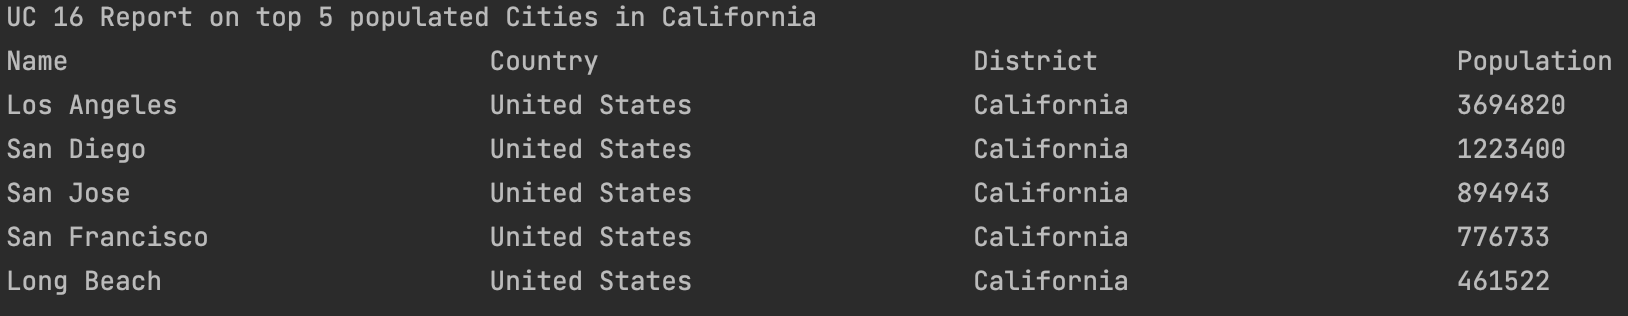 UC 16 Report on top 5 populated Cities in California
Name Country District Population
Los Angeles United States California 3694820
San Diego United States California 1223400
San Jose United States California 894943
San Francisco United States California 776733
Long Beach United States California 461522